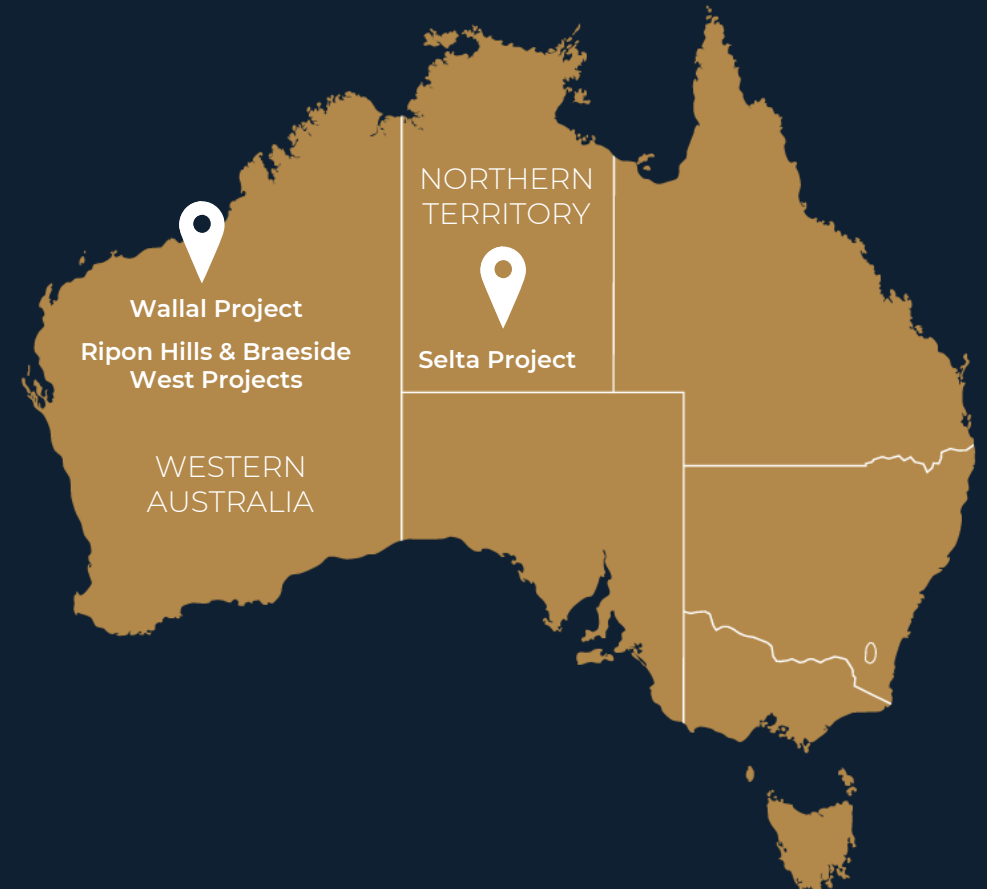 NORTHERN
TERRITORY
Wallal Project
Ripon Hills & Braeside
West Projects
Selta Project
WESTERN
AUSTRALIA